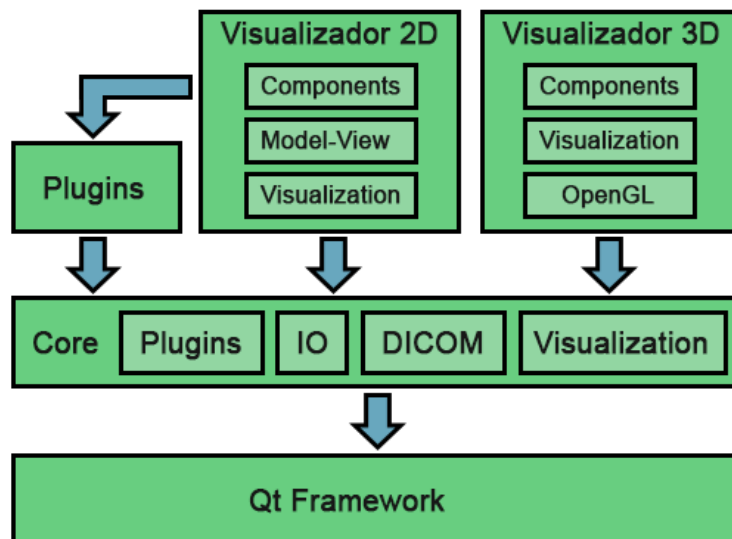 Visualizador 2D
Components
Model-View
Visualization
Visualizador 3D
Components
Visualization
OpenGL
Plugins
Core
Plugins
IO
DICOM
Visualization
Qt Framework